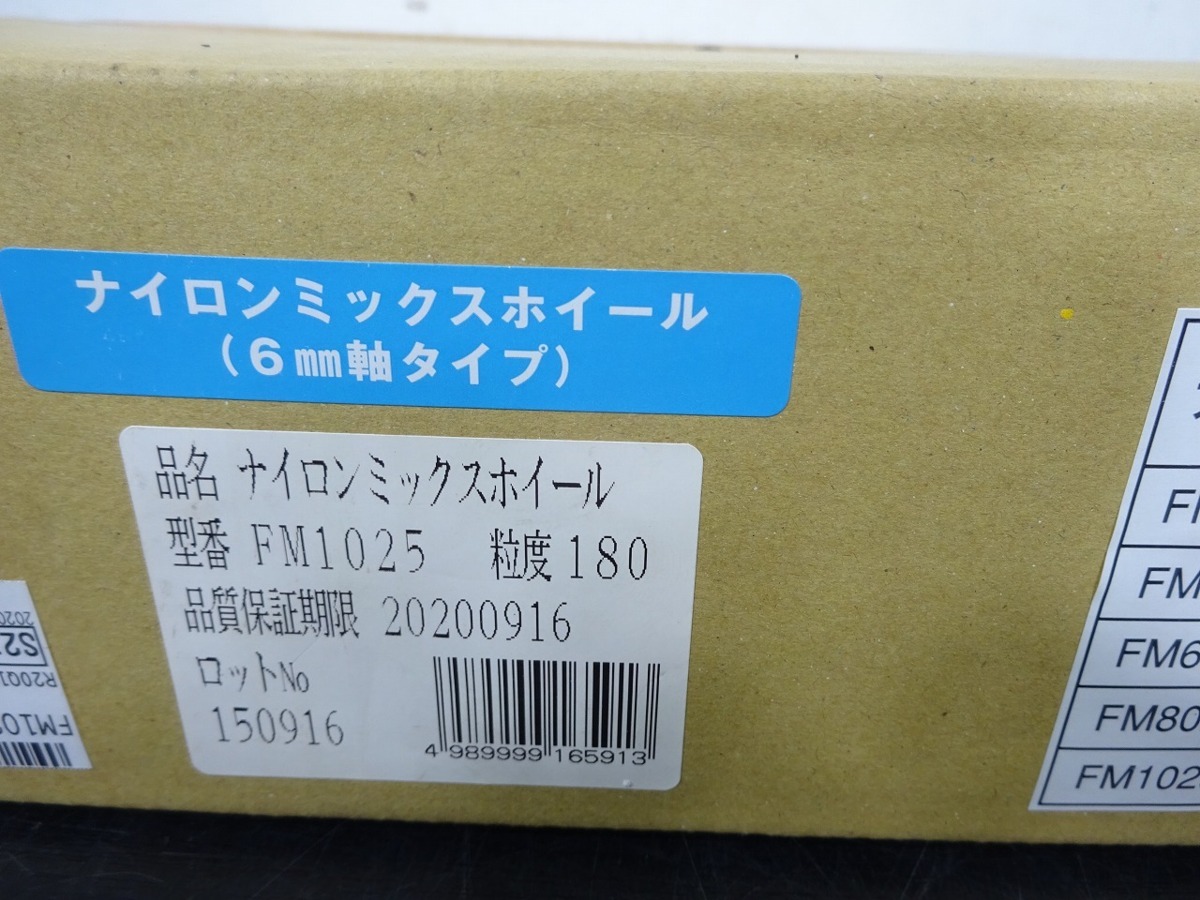 ナイロンミックスホイール
(6㎜軸タイプ)
品名 ナイロンミックスホイール
型番 FM1025 粒度180
品質保証期限 20200916
ロットNo
150916
4 989999 165913
FM6
FM80
FM102